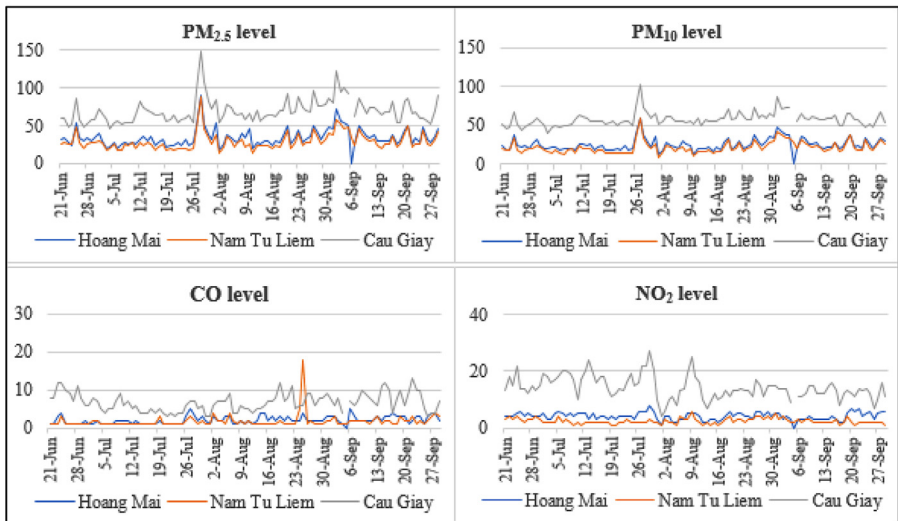 PM2.5 level
150
100
50
0
21-Jun
28-Jun
5-Jul
12-Jul
19-Jul
26-Jul
2-Aug
9-Aug
16-Aug
23-Aug
30-Aug
6-Sep
13-Sep
20-Sep
27-Sep
Hoang Mai Nam Tu Liem Cau Giay
PM10 level
150
100
50
0
21-Jun
28-Jun
5-Jul
12-Jul
19-Jul
26-Jul
2-Aug
9-Aug
16-Aug
23-Aug
30-Aug
6-Sep
13-Sep
20-Sep
27-Sep
Hoang Mai Nam Tu Liem Cau Giay
CO level
30
20
10
0
21-Jun
28-Jun
5-Jul
12-Jul
19-Jul
26-Jul
2-Aug
9-Aug
16-Aug
23-Aug
30-Aug
6-Sep
13-Sep
20-Sep
27-Sep
Hoang Mai Nam Tu Liem Cau Giay
NO2 level
40
20
0
21-Jun
28-Jun
5-Jul
12-Jul
19-Jul
26-Jul
2-Aug
9-Aug
16-Aug
23-Aug
30-Aug
6-Sep
13-Sep
20-Sep
27-Sep
Hoang Mai Nam Tu Liem Cau Giay